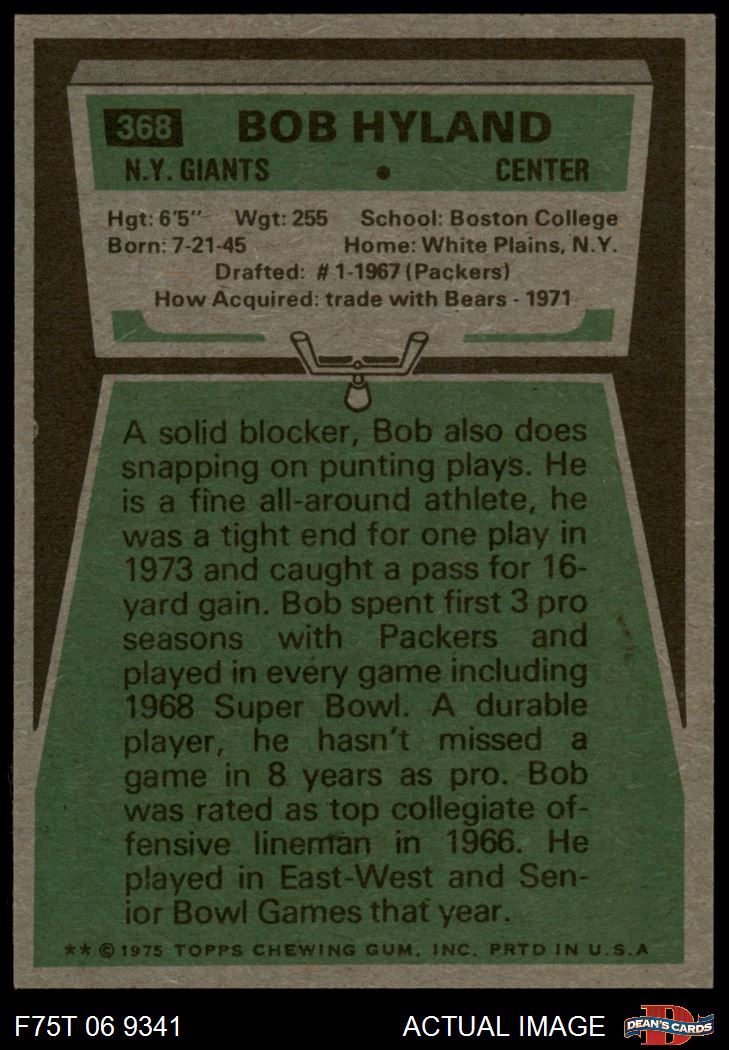 368 BOB HYLAND
N.Y. GIANTS • CENTER
Hgt: 6'5" Wgt: 255 School: Boston College
Born: 7-21-45 Home: White Plains, N.Y.
Drafted: #1-1967 (Packers)
How Acquired: trade with Bears - 1971
A solid blocker, Bob also does
snapping on punting plays. He
is a fine all-around athlete, he
was a tight end for one play in
1973 and caught a pass for 16-
yard gain. Bob spent first 3 pro
seasons with Packers and
played in every game including
1968 Super Bowl. A durable
player, he hasn't missed a
game in 8 years as pro. Bob
was rated as top collegiate of-
fensive lineman in 1966. He
played in East-West and Sen-
ior Bowl Games that year.
** © 1975 TOPPS CHEWING GUM, INC. PRTD IN U.S.A
F75T 06 9341 ACTUAL IMAGE D DEAN'S CARDS